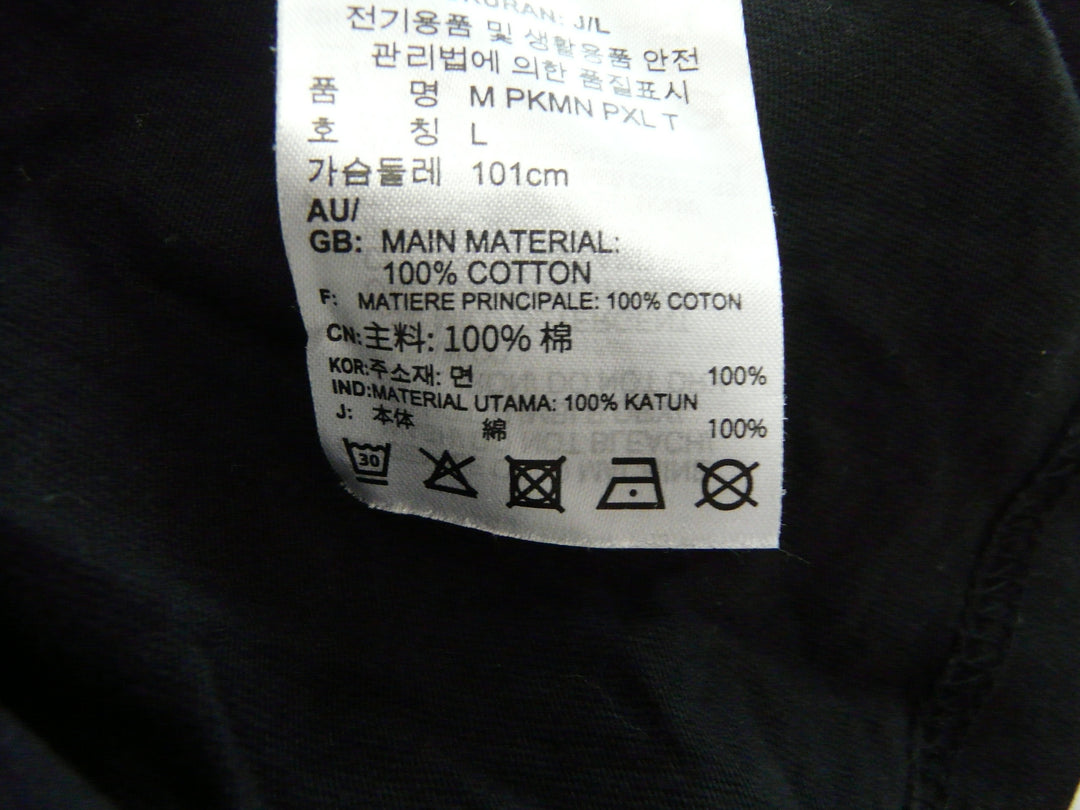 J/L
전기용품 및 생활용품 안전
관리법에 의한 품질표시
품 명 M PKMN PXL T
호 칭 L
가슴둘레 101cm
AU/
GB: MAIN MATERIAL:
100% COTTON
F: MATIERE PRINCIPALE: 100% COTON
CN:主料: 100% 棉
KOR:주소재: 면 100%
IND:MATERIAL UTAMA: 100% KATUN
J: 本体 綿 100%
30